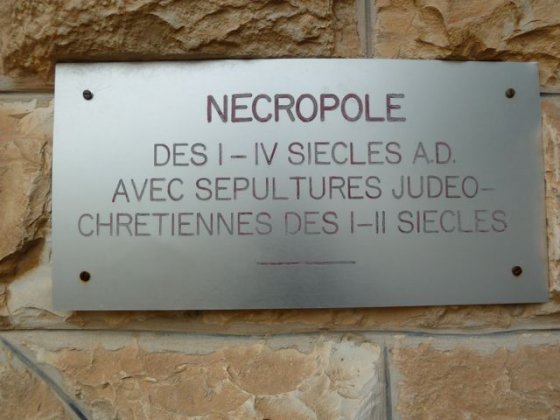 NECROPOLE
DES I-IV SIECLES A.D.
AVEC SEPULTURES JUDEO-
CHRETIENNES DES I-II SIECLES